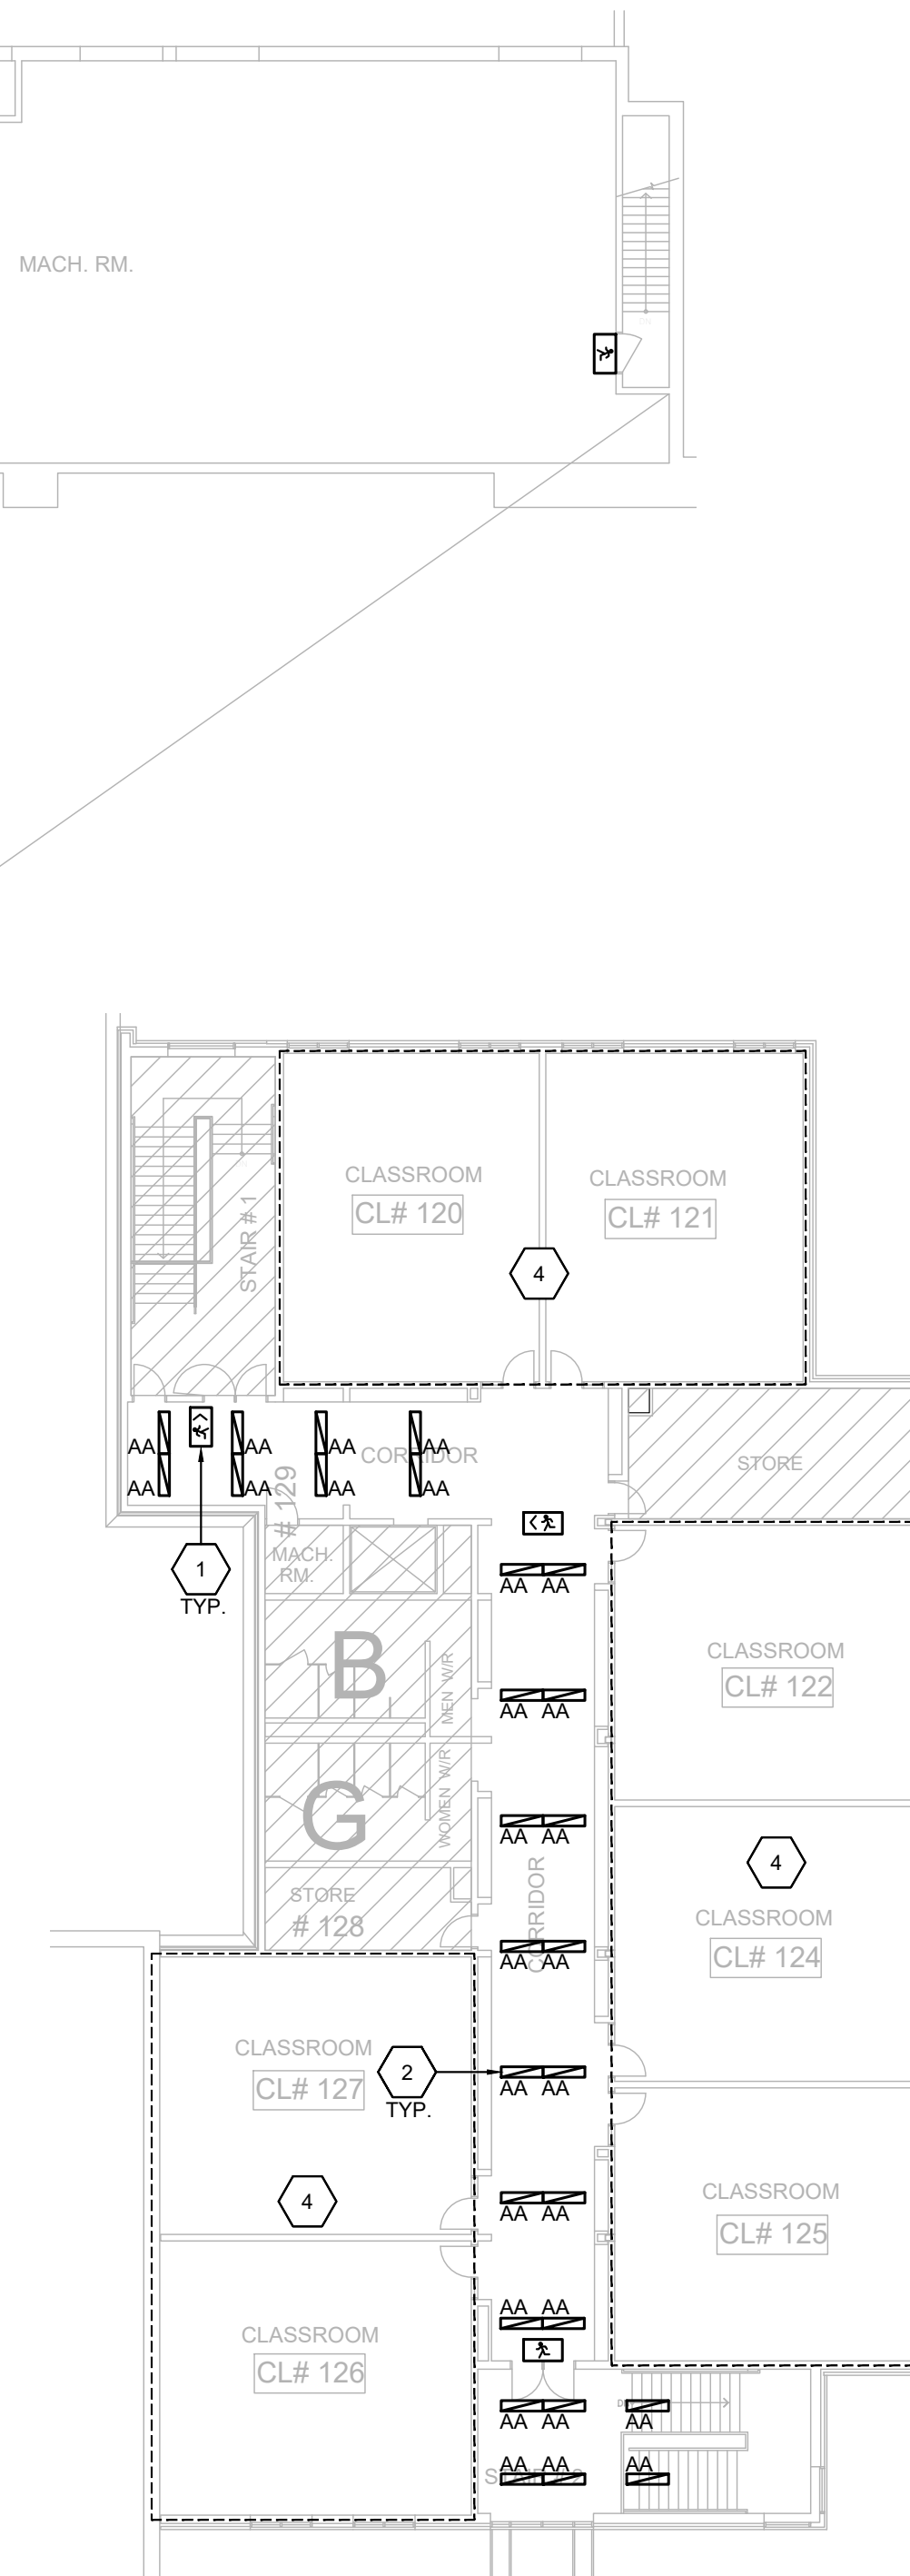 MACH. RM.
CLASSROOM
CL# 120
CLASSROOM
CL# 121
4
STAIR # 1
AA
AA
AA
AA
AA
AA
AA
AA
CORRIDOR
STORE
# 129
MACH.
RM.
1
TYP.
AA AA
CLASSROOM
CL# 122
B
MEN W/R
AA AA
G
WOMEN W/R
AA AA
4
CORRIDOR
STORE
# 128
CLASSROOM
CL# 124
AA AA
CLASSROOM
CL# 127
2
TYP.
AA AA
4
CLASSROOM
CL# 125
AA AA
AA AA
CLASSROOM
CL# 126
AA AA
AA
AA AA